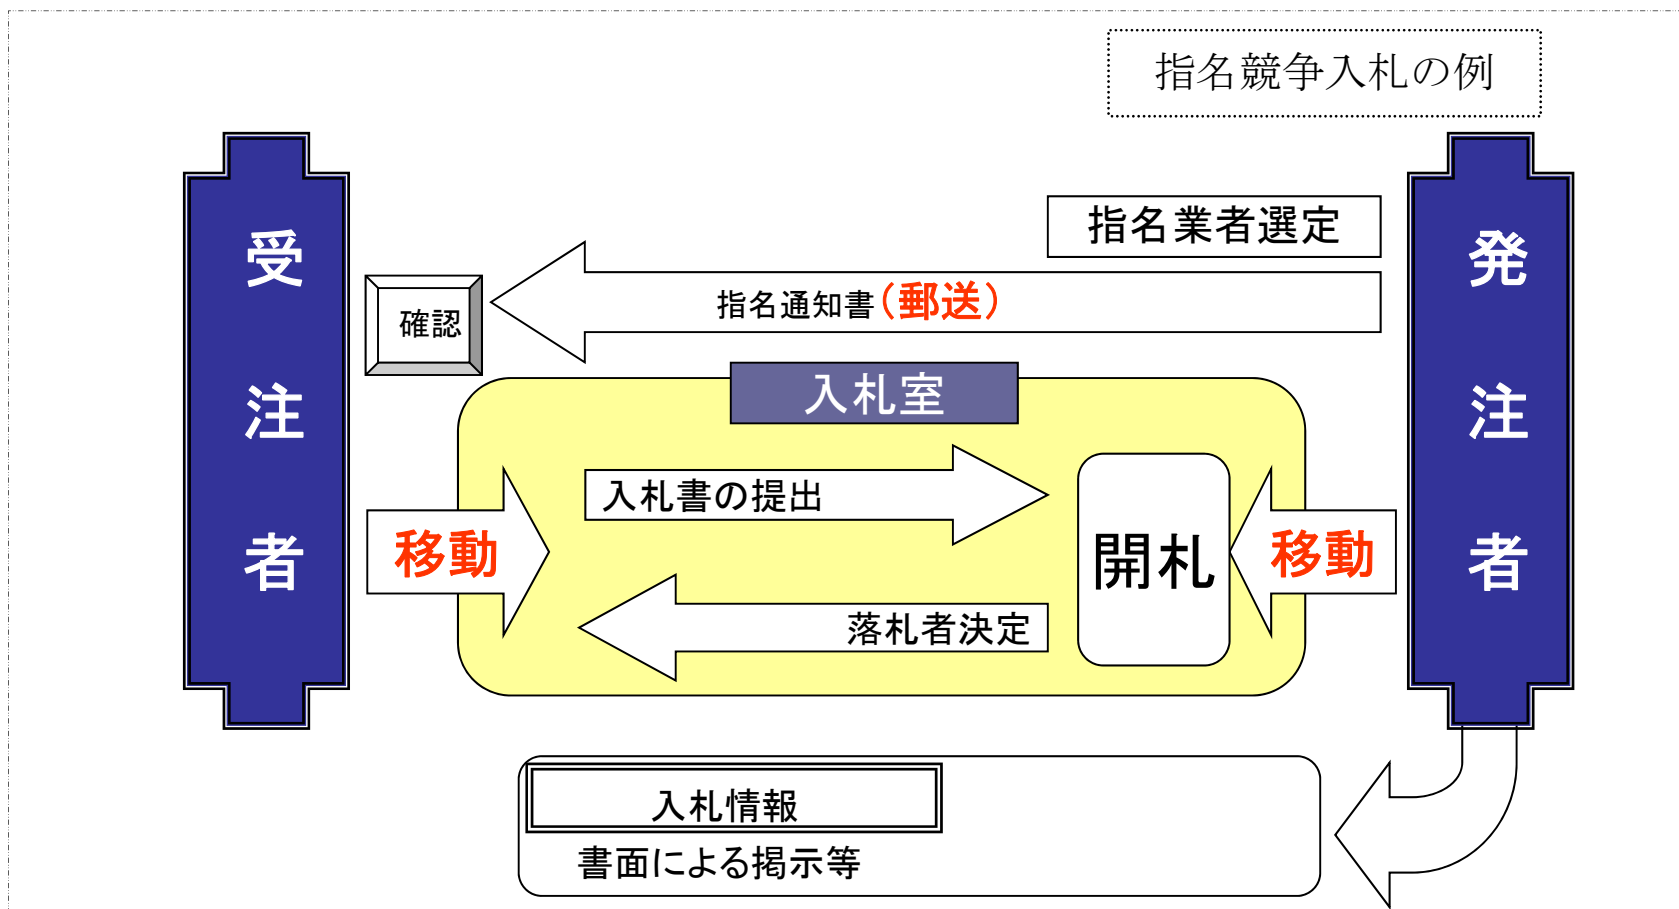 指名競争入札の例
受注者
発注者
指名業者選定
指名通知書(郵送)
確認
入札室
入札書の提出
移動
開札
移動
落札者決定
入札情報
書面による掲示等